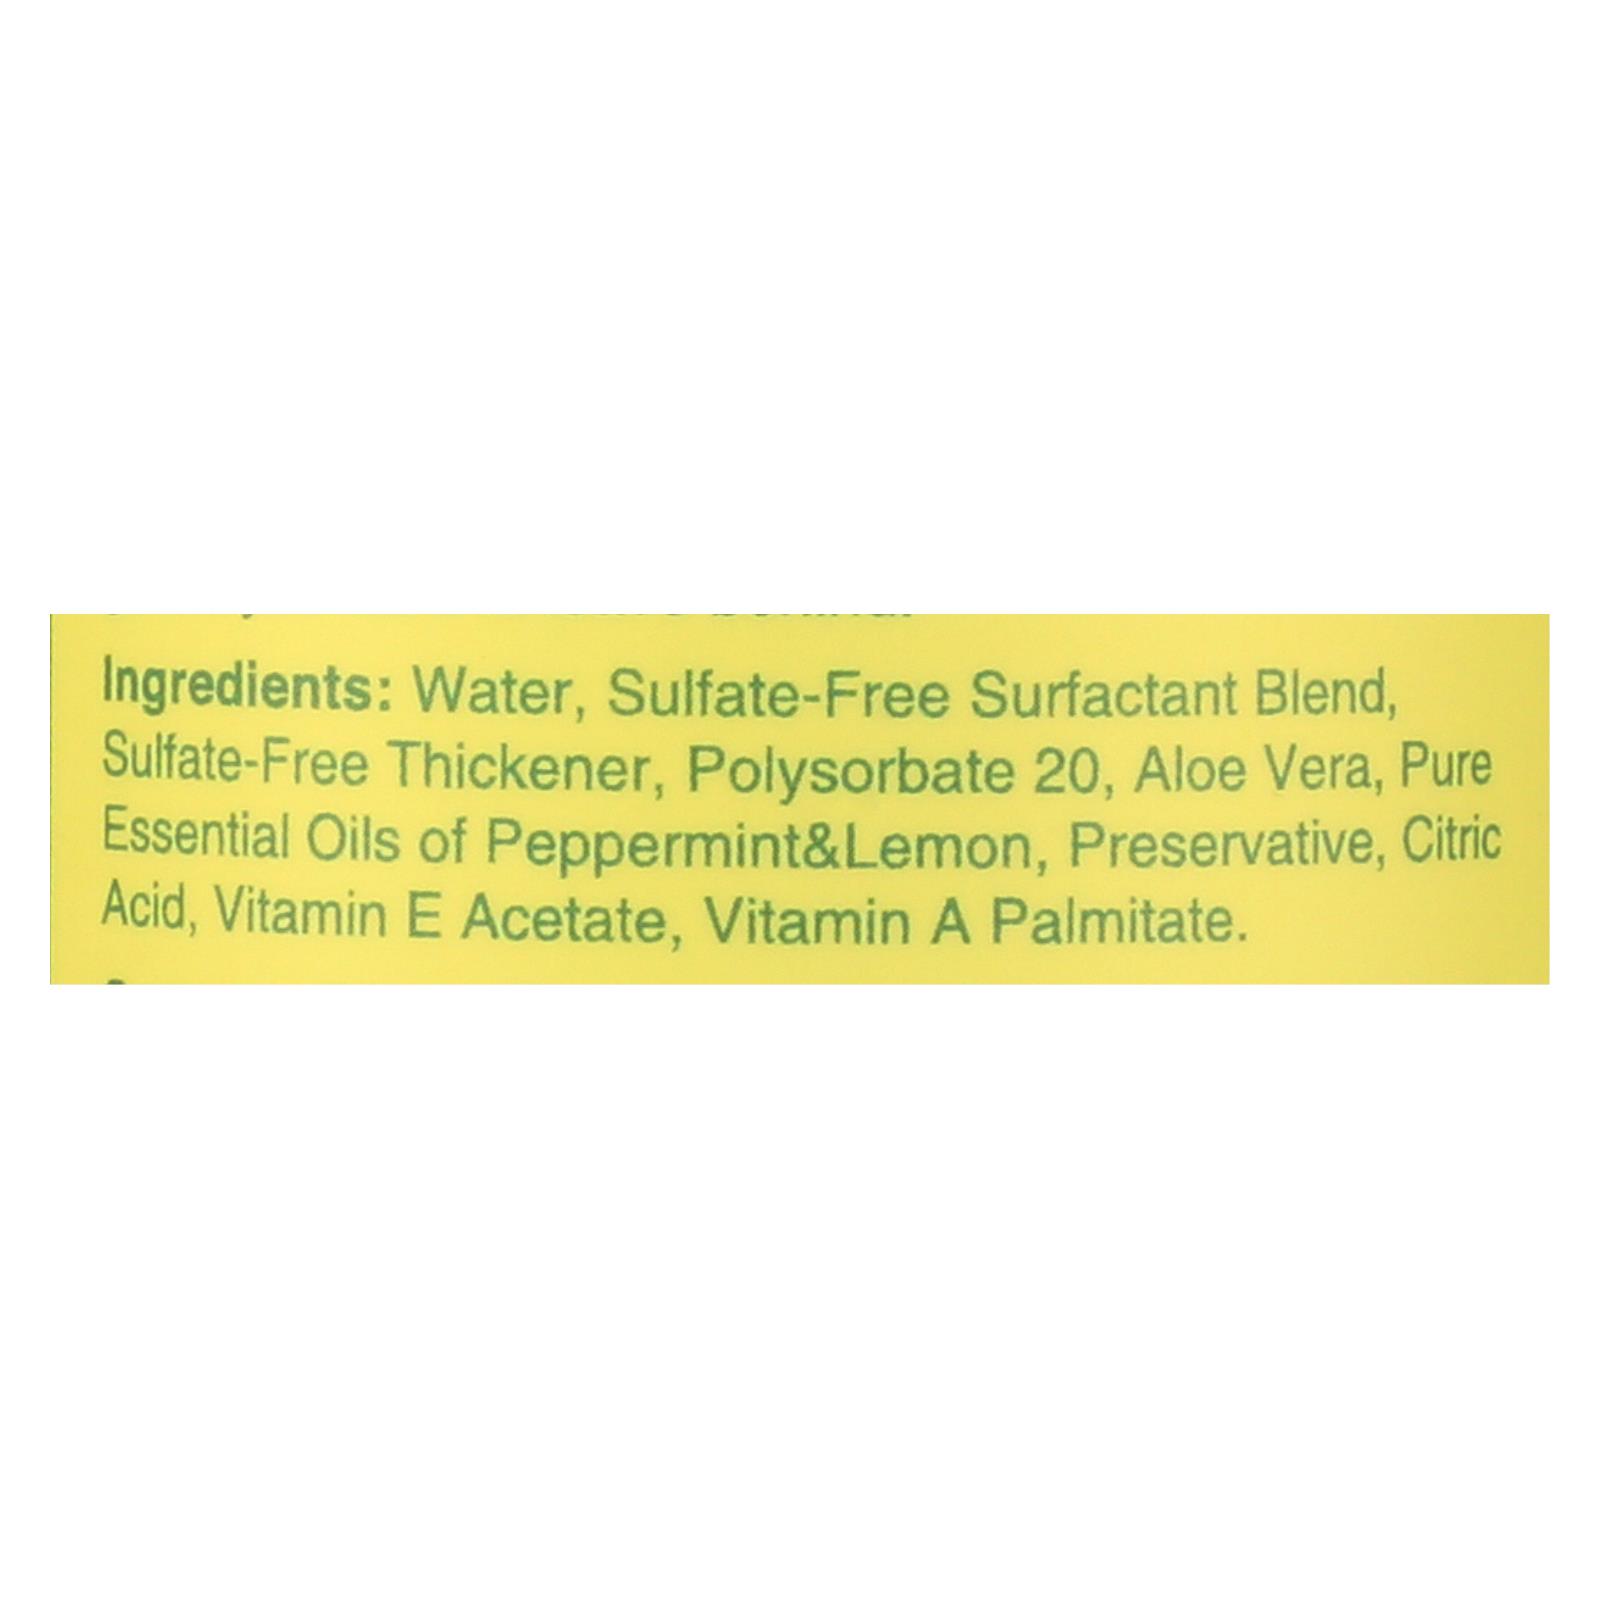 Ingredients: Water, Sulfate-Free Surfactant Blend,
Sulfate-Free Thickener, Polysorbate 20, Aloe Vera, Pure
Essential Oils of Peppermint&Lemon, Preservative, Citric
Acid, Vitamin E Acetate, Vitamin A Palmitate.